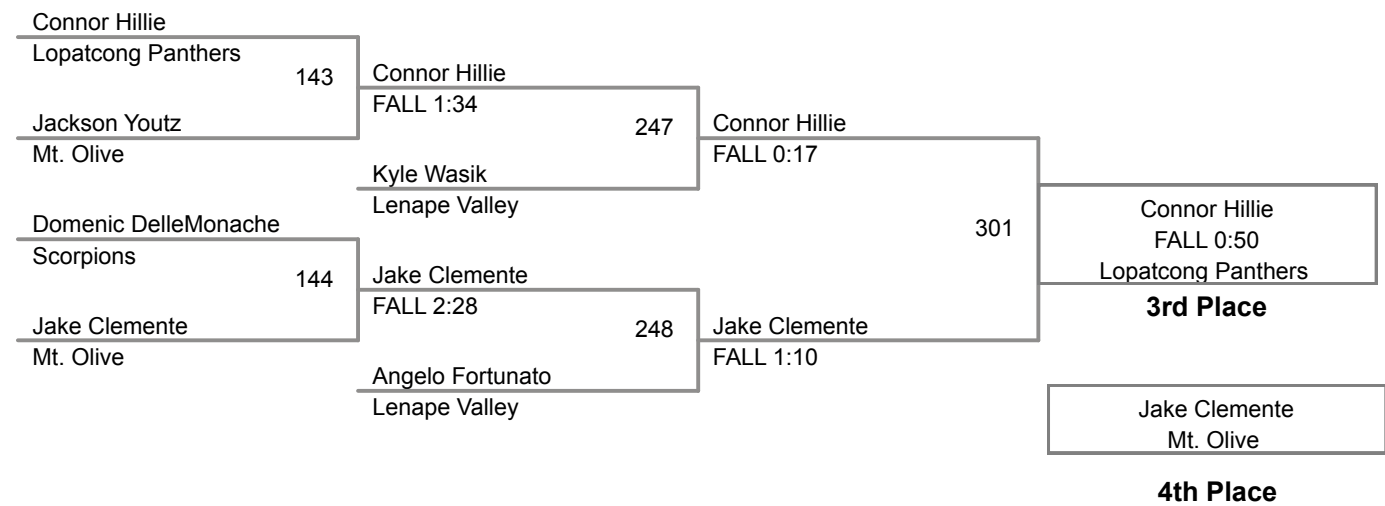 Connor Hillie
Lopatcong Panthers
143
Connor Hillie
FALL 1:34
Jackson Youtz
Mt. Olive
247
Connor Hillie
FALL 0:17
Kyle Wasik
Lenape Valley
Domenic DelleMonache
Scorpions
144
Jake Clemente
FALL 2:28
Jake Clemente
Mt. Olive
248
Jake Clemente
FALL 1:10
Angelo Fortunato
Lenape Valley
301
Connor Hillie
FALL 0:50
Lopatcong Panthers
3rd Place
Jake Clemente
Mt. Olive
4th Place